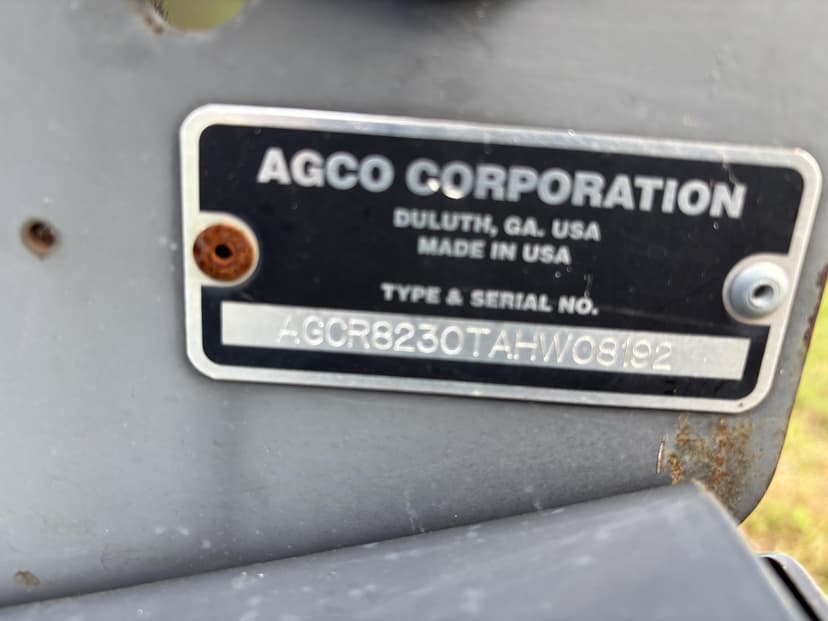 AGCO CORPORATION
DULUTH, GA. USA
MADE IN USA
TYPE & SERIAL NO.
AGCR8230TAHW08192